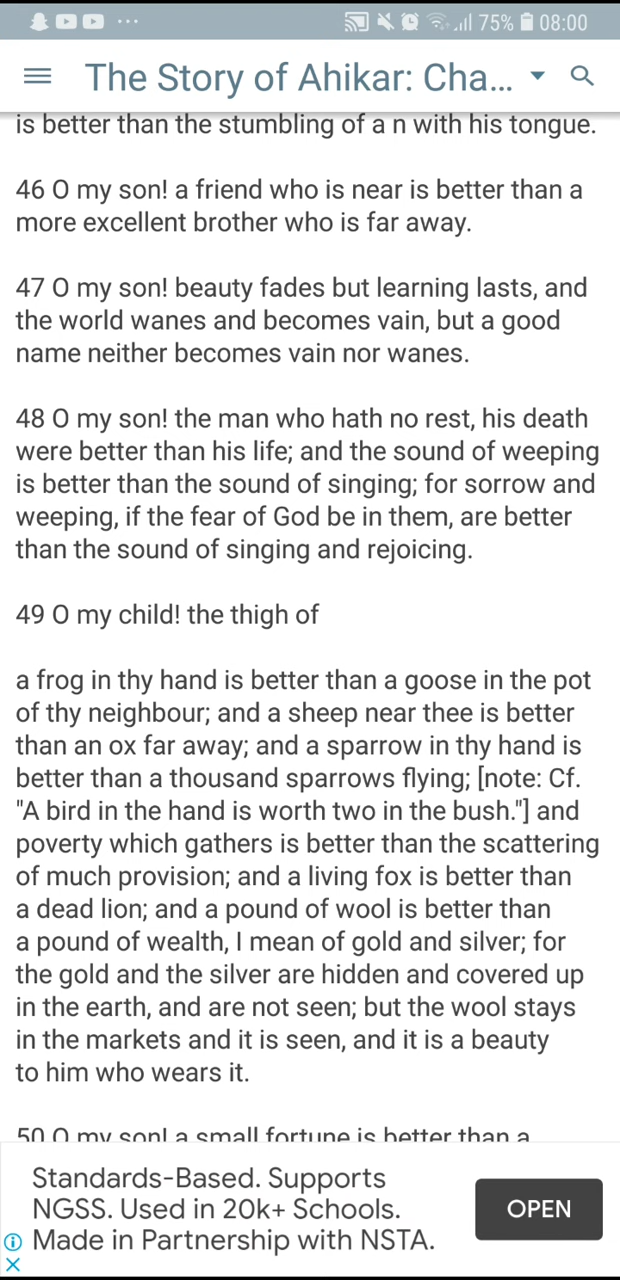 75% 08:00
The Story of Ahikar: Cha...
is better than the stumbling of a n with his tongue.
46 O my son! a friend who is near is better than a
more excellent brother who is far away.
47 O my son! beauty fades but learning lasts, and
the world wanes and becomes vain, but a good
name neither becomes vain nor wanes.
48 O my son! the man who hath no rest, his death
were better than his life; and the sound of weeping
is better than the sound of singing; for sorrow and
weeping, if the fear of God be in them, are better
than the sound of singing and rejoicing.
49 O my child! the thigh of
a frog in thy hand is better than a goose in the pot
of thy neighbour; and a sheep near thee is better
than an ox far away; and a sparrow in thy hand is
better than a thousand sparrows flying; [note: Cf.
"A bird in the hand is worth two in the bush."] and
poverty which gathers is better than the scattering
of much provision; and a living fox is better than
a dead lion; and a pound of wool is better than
a pound of wealth, I mean of gold and silver; for
the gold and the silver are hidden and covered up
in the earth, and are not seen; but the wool stays
in the markets and it is seen, and it is a beauty
to him who wears it.
50 O my son! a small fortune is better than a
Standards-Based. Supports
NGSS. Used in 20k+ Schools.
Made in Partnership with NSTA.
OPEN